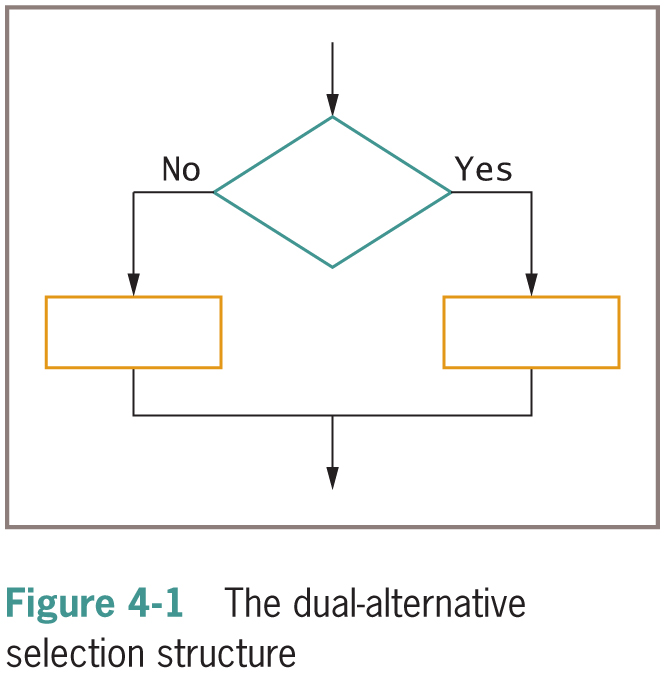 No
Yes
Figure 4-1 The dual-alternative
selection structure